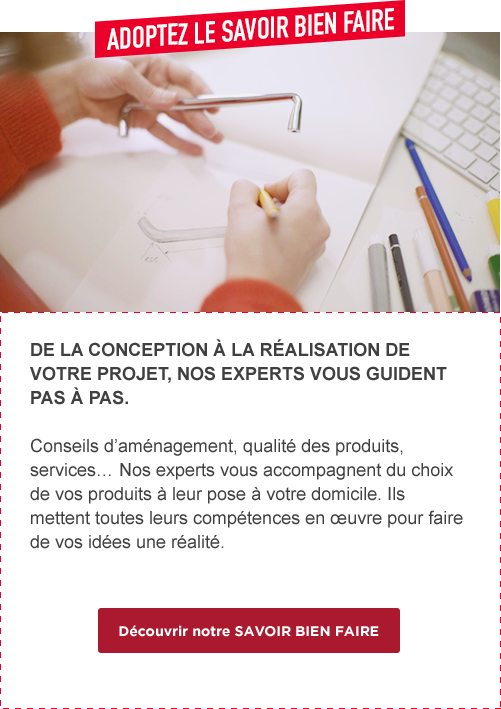 ADOPTEZ LE SAVOIR BIEN FAIRE
DE LA CONCEPTION À LA RÉALISATION DE
VOTRE PROJET, NOS EXPERTS VOUS GUIDENT
PAS À PAS.
Conseils d’aménagement, qualité des produits,
services… Nos experts vous accompagnent du choix
de vos produits à leur pose à votre domicile. Ils
mettent toutes leurs compétences en œuvre pour faire
de vos idées une réalité.
Découvrir notre SAVOIR BIEN FAIRE